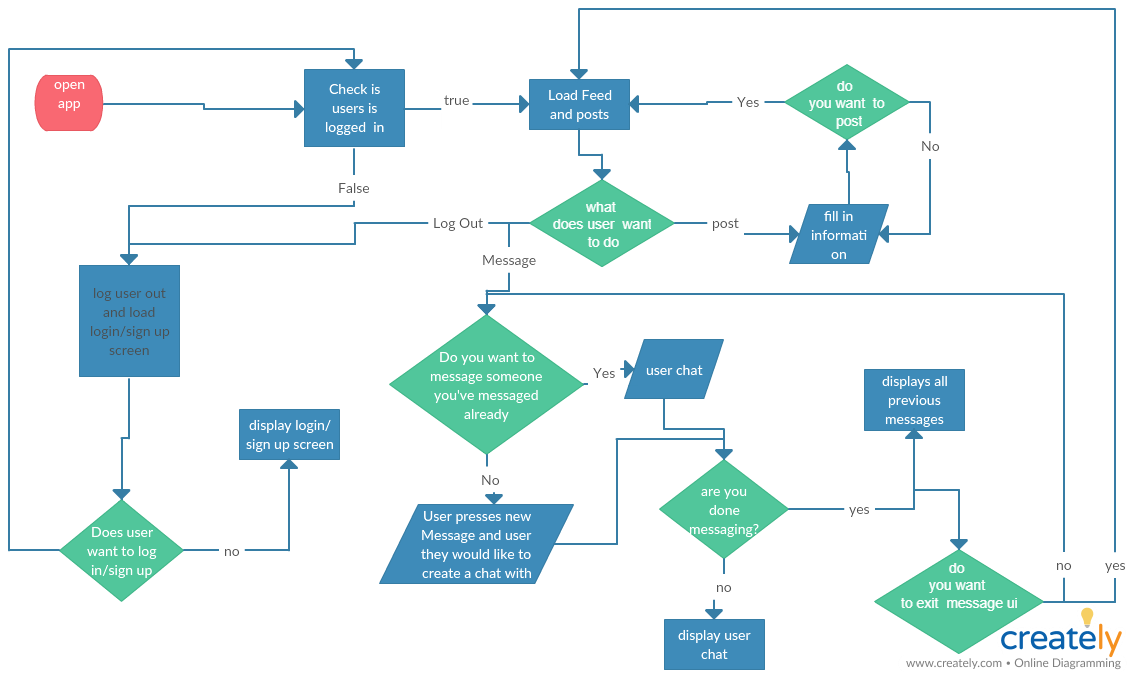 open
app
Check is
users is
logged in
true
Load Feed
and posts
Yes
do
you want to
post
No
False
Log Out
what
does user want
to do
post
fill in
informati
on
Message
log user out
and load
login/sign up
screen
Do you want to
message someone
you've messaged
already
Yes
user chat
displays all
previous
messages
display login/
sign up screen
No
User presses new
Message and user
they would like to
create a chat with
are you
done
messaging?
yes
Does user
want to log
in/sign up
no
no
do
you want
to exit message ui
no
yes
display user
chat
creately
www.creately.com • Online Diagramming